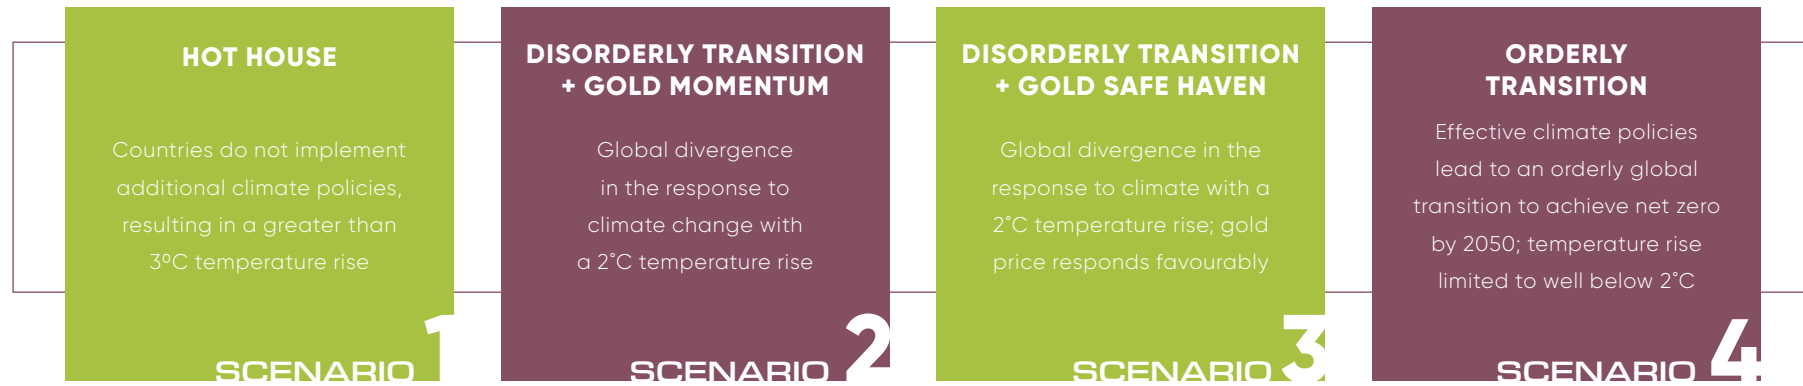 HOT HOUSE
Countries do not implement
additional climate policies,
resulting in a greater than
3ºC temperature rise
SCENARIO 1
DISORDERLY TRANSITION
+ GOLD MOMENTUM
Global divergence
in the response to
climate change with
a 2˚C temperature rise
SCENARIO 2
DISORDERLY TRANSITION
+ GOLD SAFE HAVEN
Global divergence in the
response to climate with a
2˚C temperature rise; gold
price responds favourably
SCENARIO 3
ORDERLY
TRANSITION
Effective climate policies
lead to an orderly global
transition to achieve net zero
by 2050; temperature rise
limited to well below 2˚C
SCENARIO 4